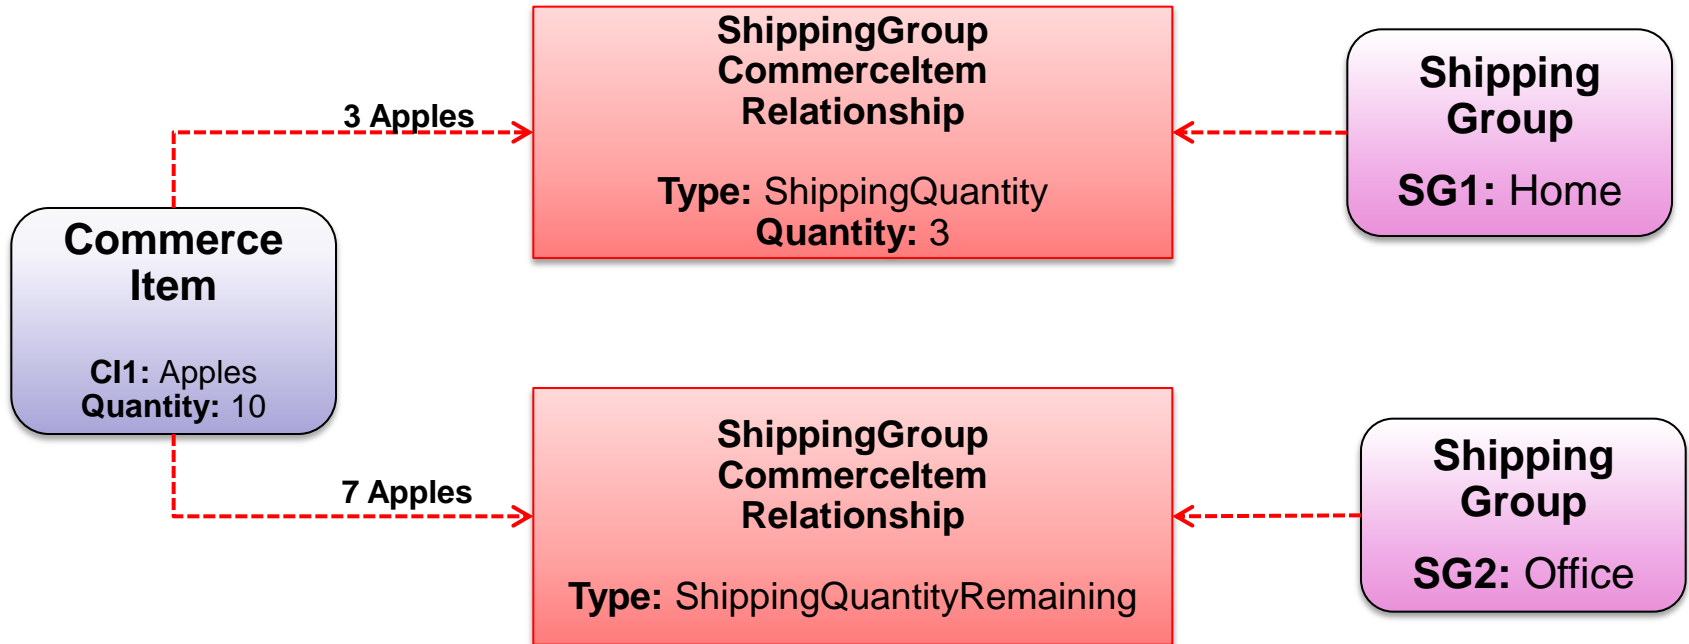 Commerce
Item
CI1: Apples
Quantity: 10
3 Apples
ShippingGroup
CommerceItem
Relationship
Type: ShippingQuantity
Quantity: 3
Shipping
Group
SG1: Home
7 Apples
ShippingGroup
CommerceItem
Relationship
Type: ShippingQuantityRemaining
Shipping
Group
SG2: Office